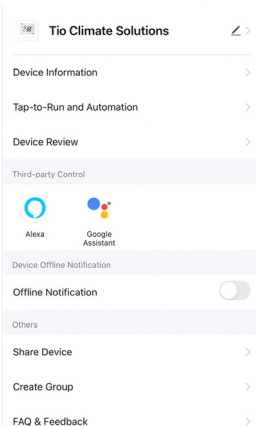 Tio Climate Solutions
Device Information
Tap-to-Run and Automation
Device Review
Third-party Control
Alexa
Google
Assistant
Device Offline Notification
Offline Notification
Others
Share Device
Create Group
FAQ & Feedback